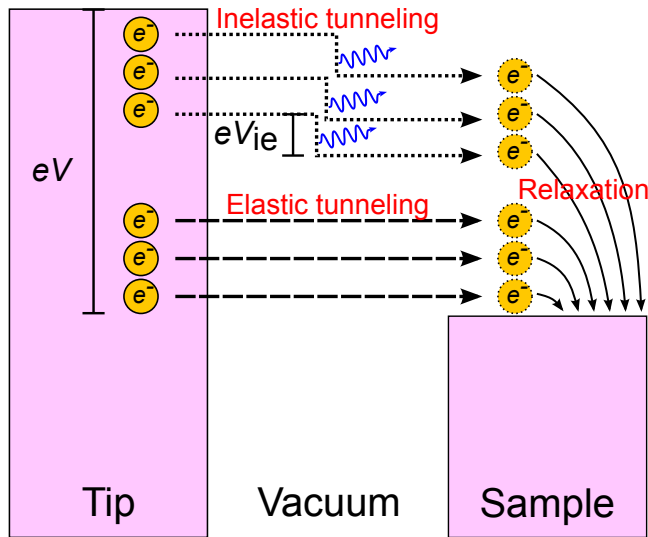 Inelastic tunneling
e⁻
e⁻
e⁻
e⁻
e⁻
e⁻
eVie
eV
Relaxation
Elastic tunneling
e⁻
e⁻
e⁻
e⁻
e⁻
e⁻
Tip
Vacuum
Sample